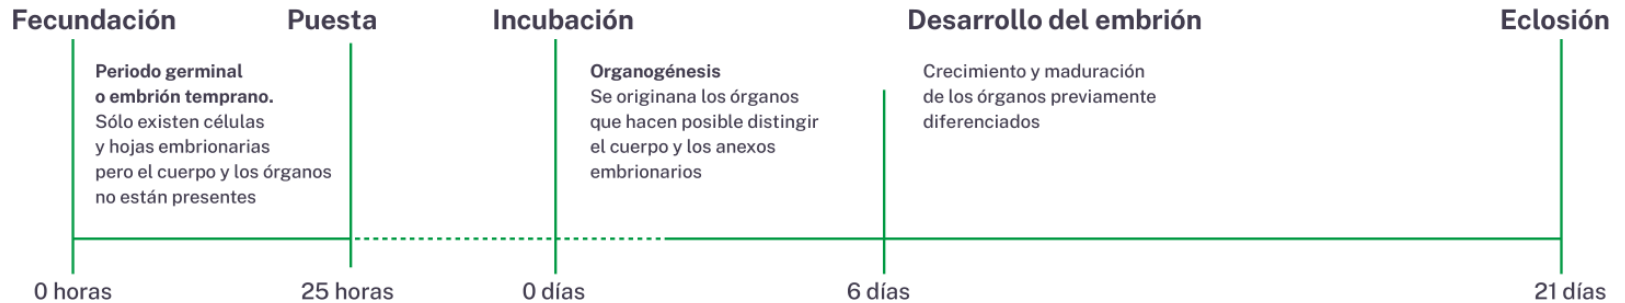 Fecundación
Puesta
Incubación
Desarrollo del embrión
Eclosión
Periodo germinal
o embrión temprano.
Sólo existen células
y hojas embrionarias
pero el cuerpo y los órganos
no están presentes
Organogénesis
Se originana los órganos
que hacen posible distingir
el cuerpo y los anexos
embrionarios
Crecimiento y maduración
de los órganos previamente
diferenciados
0 horas
25 horas
0 días
6 días
21 días